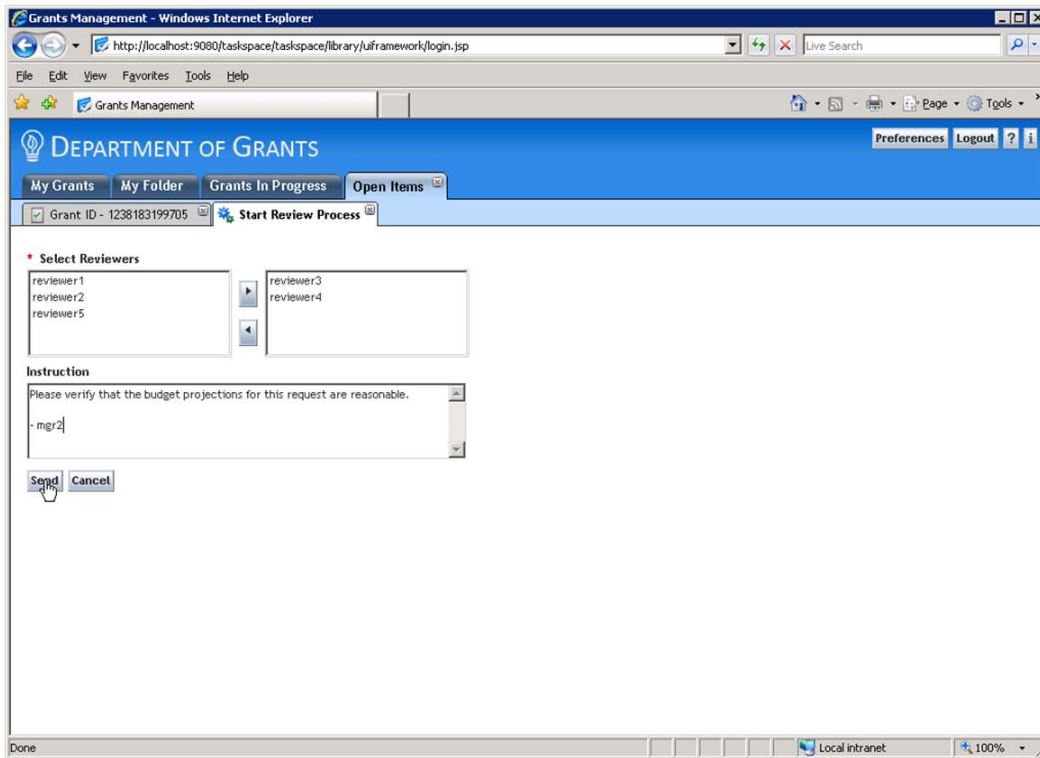 Grants Management - Windows Internet Explorer
http://localhost:9080/taskspace/taskspace/library/uiframework/login.jsp
Live Search
File Edit View Favorites Tools Help
Grants Management
Page Tools
DEPARTMENT OF GRANTS
Preferences Logout ? i
My Grants My Folder Grants In Progress Open Items
Grant ID - 1238183199705 Start Review Process
* Select Reviewers
reviewer1 reviewer3
reviewer2 reviewer4
reviewer5
Instruction
Please verify that the budget projections for this request are reasonable.
- mgr2
Send Cancel
Done Local intranet 100%